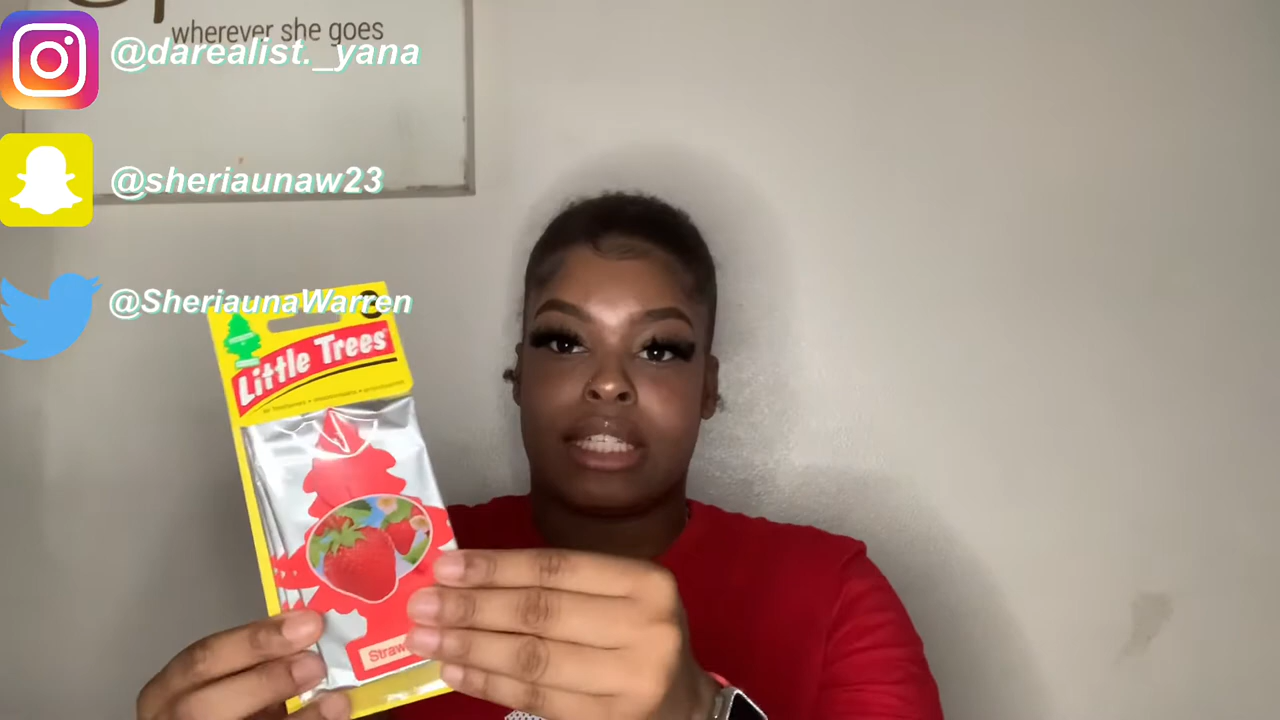 wherever she goes
@darealist._yana
@sheriaunaw23
@SheriaunaWarren
Little Trees